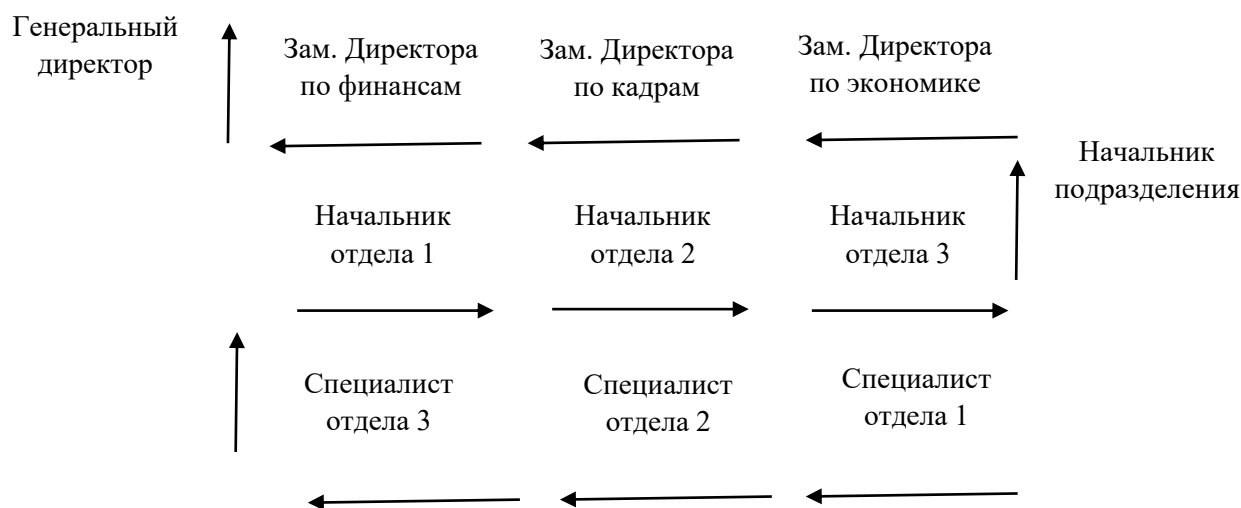 Генеральный
директор
Зам. Директора
по финансам
Зам. Директора
по кадрам
Зам. Директора
по экономике
Начальник
подразделения
Начальник
отдела 1
Начальник
отдела 2
Начальник
отдела 3
Специалист
отдела 3
Специалист
отдела 2
Специалист
отдела 1